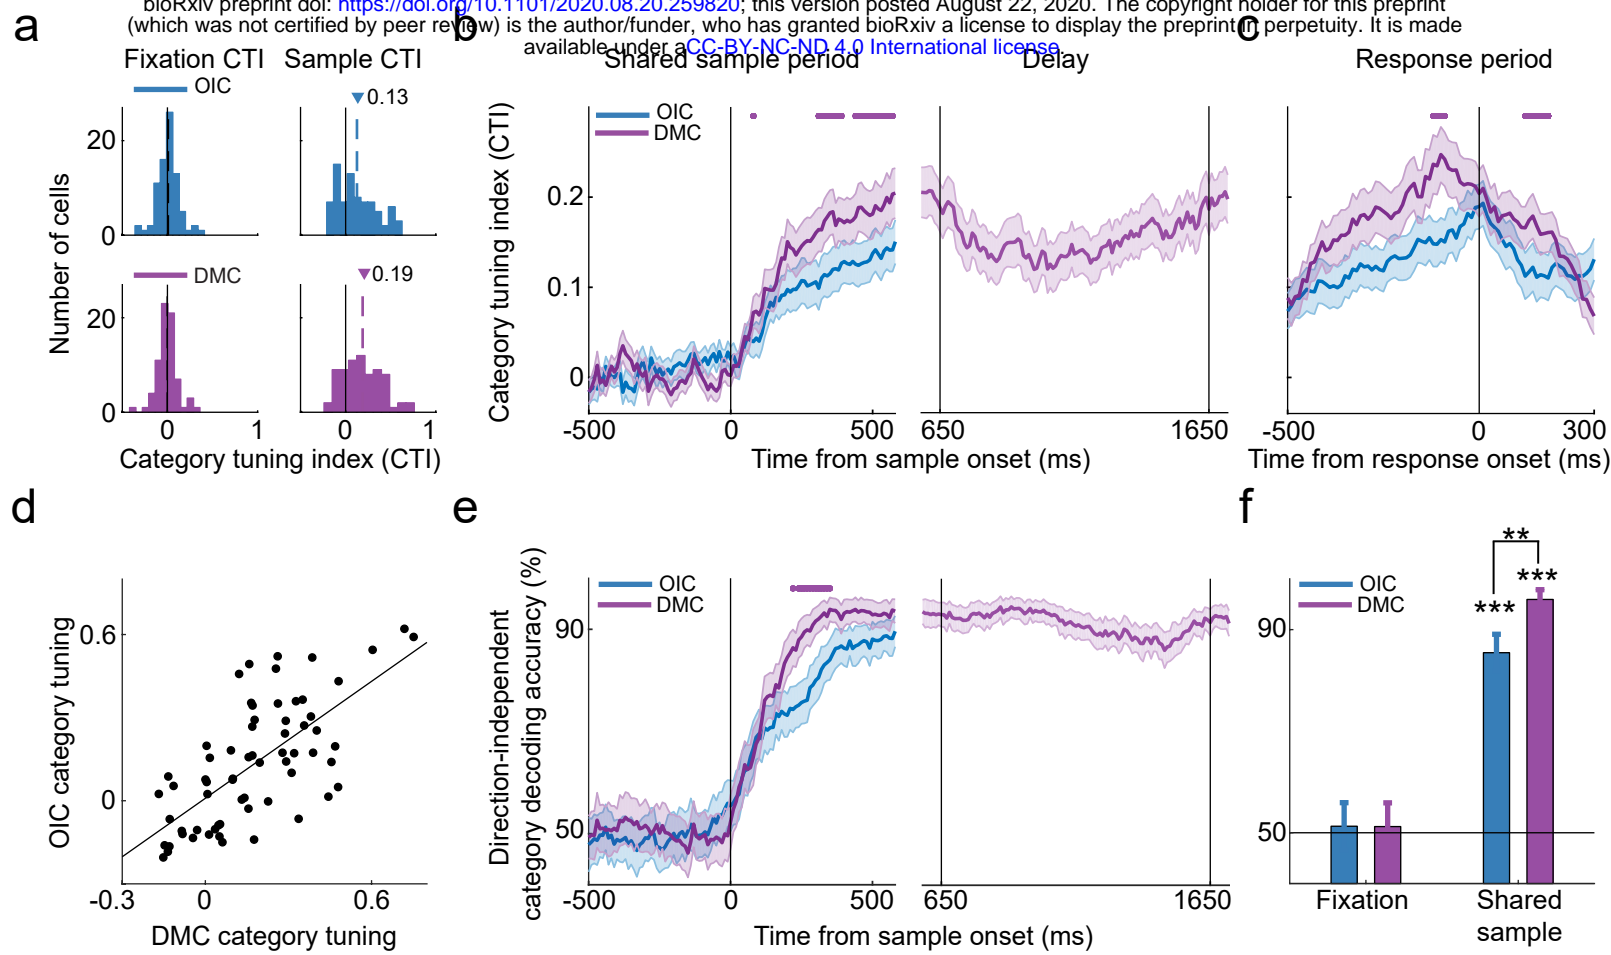 bioRxiv preprint doi: https://doi.org/10.1101/2020.08.20.259820; this version posted August 22, 2020. The copyright holder for this preprint
(which was not certified by peer review) is the author/funder, who has granted bioRxiv a license to display the preprint in perpetuity. It is made
available under aCC-BY-NC-ND 4.0 International license.
a
Fixation CTI
Sample CTI
OIC
0.13
20
0
DMC
0.19
20
0
0
1
0
1
Number of cells
Category tuning index (CTI)
b
Shared sample period
Delay
OIC
DMC
Category tuning index (CTI)
0.2
0.1
0
-500
0
500
650
1650
Time from sample onset (ms)
c
Response period
-500
0
300
Time from response onset (ms)
d
OIC category tuning
0.6
0
-0.3
0
0.6
DMC category tuning
e
Direction-independent
category decoding accuracy (%)
OIC
DMC
90
50
-500
0
500
650
1650
Time from sample onset (ms)
f
OIC
DMC
**
***
***
90
50
Fixation
Shared
sample